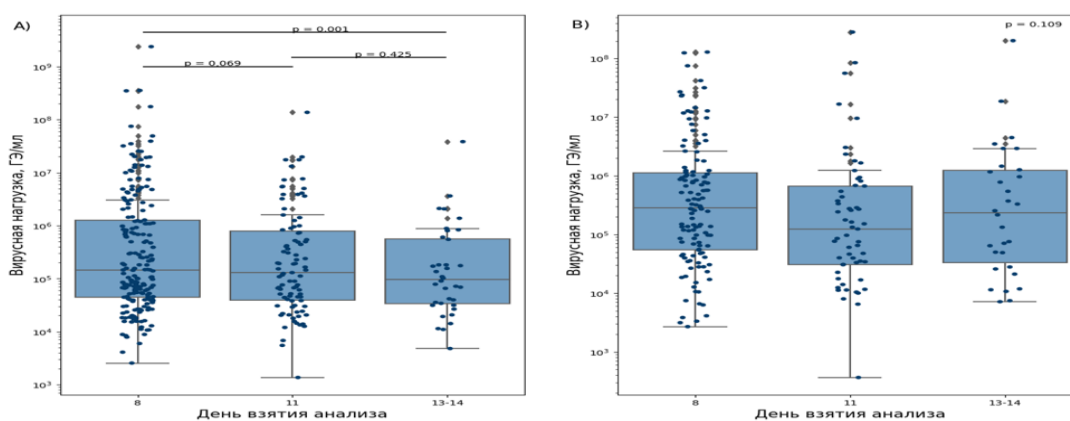 A)
p = 0.001
p = 0.425
p = 0.069
10⁹
10⁸
10⁷
10⁶
10⁵
10⁴
10³
Вирусная нагрузка, ГЭ/мл
8
11
13-14
День взятия анализа
B)
p = 0.109
10⁸
10⁷
10⁶
10⁵
10⁴
10³
Вирусная нагрузка, ГЭ/мл
8
11
13-14
День взятия анализа